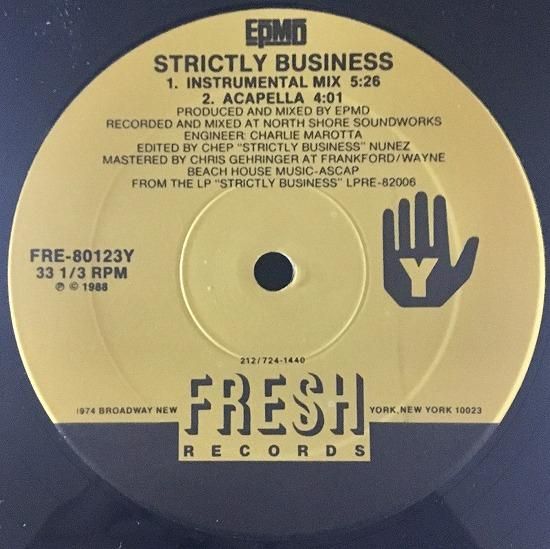 EPMD
STRICTLY BUSINESS
1. INSTRUMENTAL MIX 5:26
2. ACAPELLA 4:01
PRODUCED AND MIXED BY EPMD
RECORDED AND MIXED AT NORTH SHORE SOUNDWORKS
ENGINEER: CHARLIE MAROTTA
EDITED BY CHEP "STRICTLY BUSINESS" NUNEZ
MASTERED BY CHRIS GEHRINGER AT FRANKFORD/WAYNE
BEACH HOUSE MUSIC-ASCAP
FROM THE LP "STRICTLY BUSINESS" LPRE-82006
FRE-80123Y
33 1/3 RPM
℗ © 1988
Y
212/724-1440
1974 BROADWAY NEW YORK, NEW YORK 10023
FRESH
RECORDS